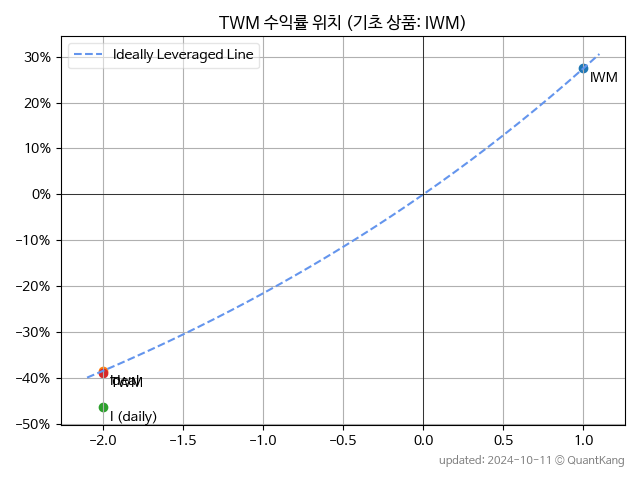 TWM 수익률 위치 (기초 상품: IWM)
Ideally Leveraged Line
30%
20%
10%
0%
−10%
−20%
−30%
−40%
−50%
IWM
TWM
I (daily)
−2.0 −1.5 −1.0 −0.5 0.0 0.5 1.0
updated: 2024-10-11 © QuantKang